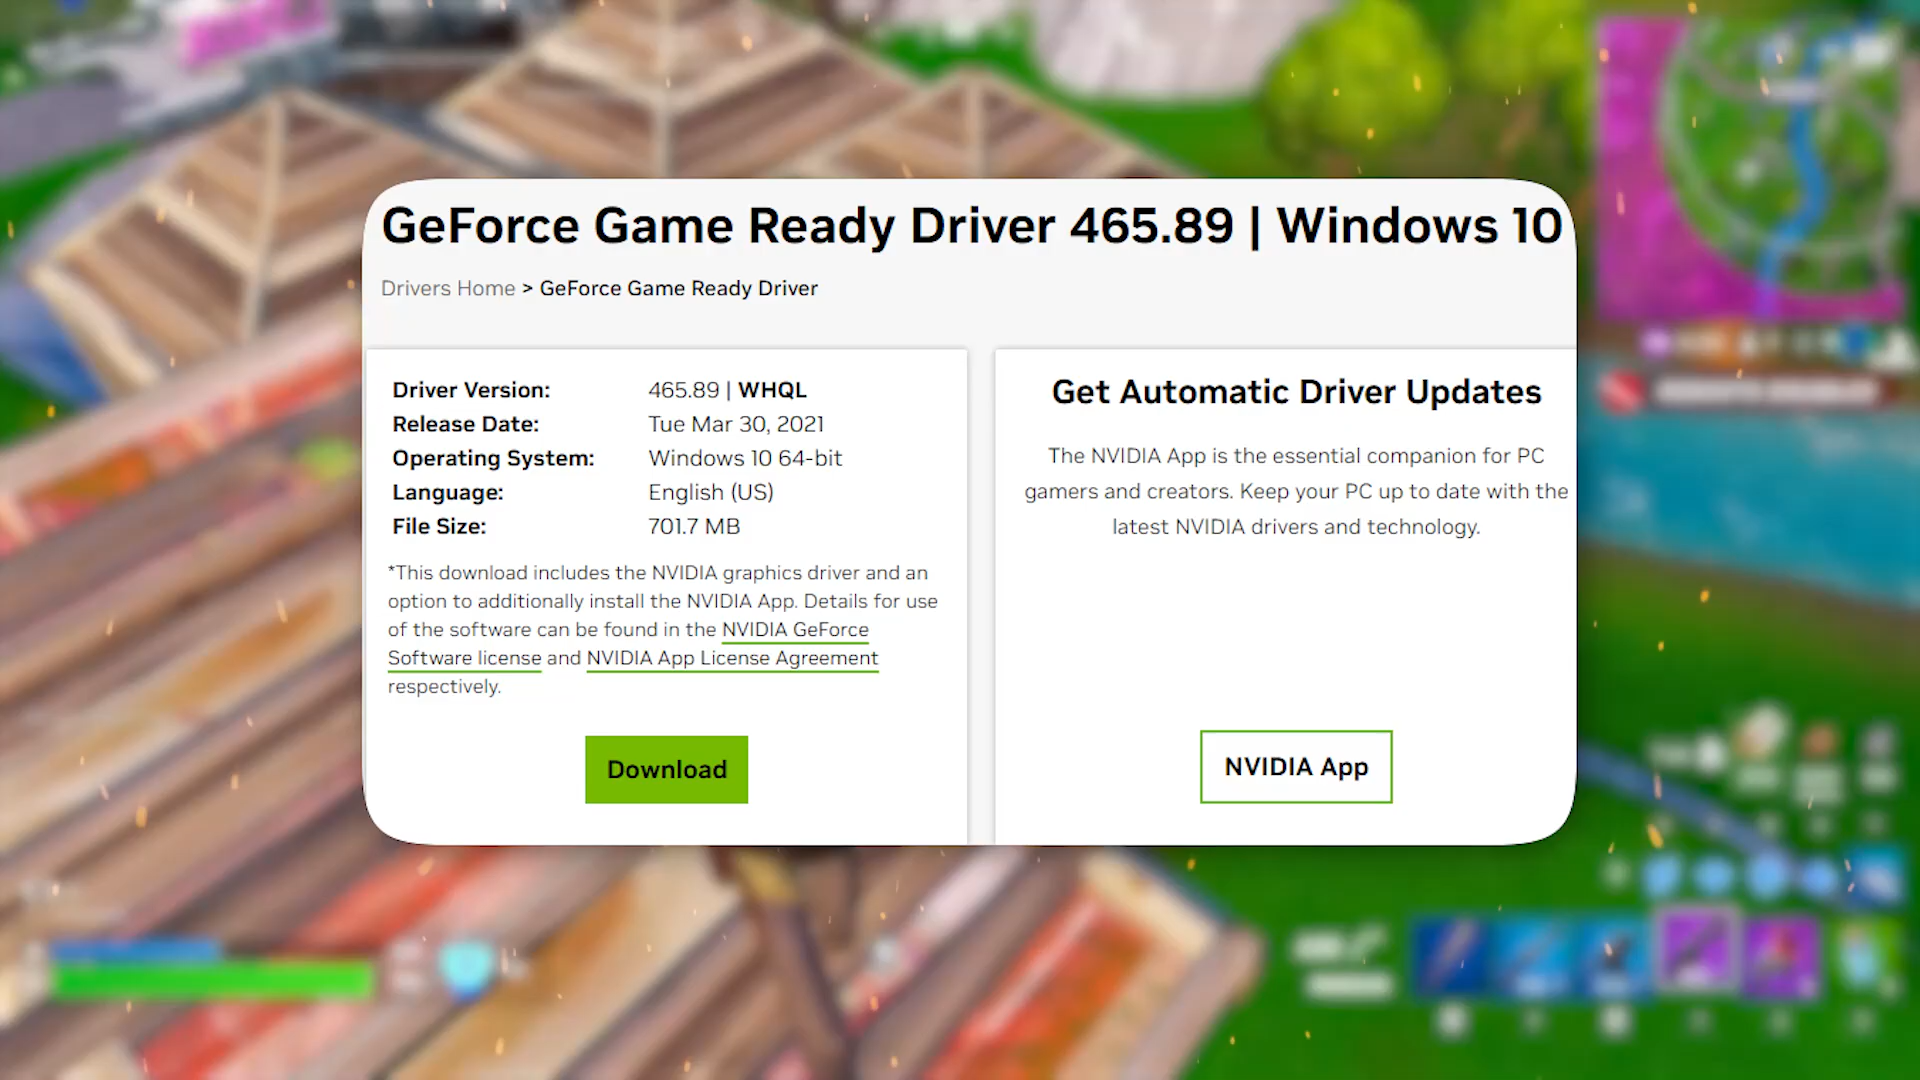 GeForce Game Ready Driver 465.89 | Windows 10
Drivers Home > GeForce Game Ready Driver
Driver Version: 465.89 | WHQL
Release Date: Tue Mar 30, 2021
Operating System: Windows 10 64-bit
Language: English (US)
File Size: 701.7 MB
*This download includes the NVIDIA graphics driver and an
option to additionally install the NVIDIA App. Details for use
of the software can be found in the NVIDIA GeForce
Software license and NVIDIA App License Agreement
respectively.
Download
Get Automatic Driver Updates
The NVIDIA App is the essential companion for PC
gamers and creators. Keep your PC up to date with the
latest NVIDIA drivers and technology.
NVIDIA App